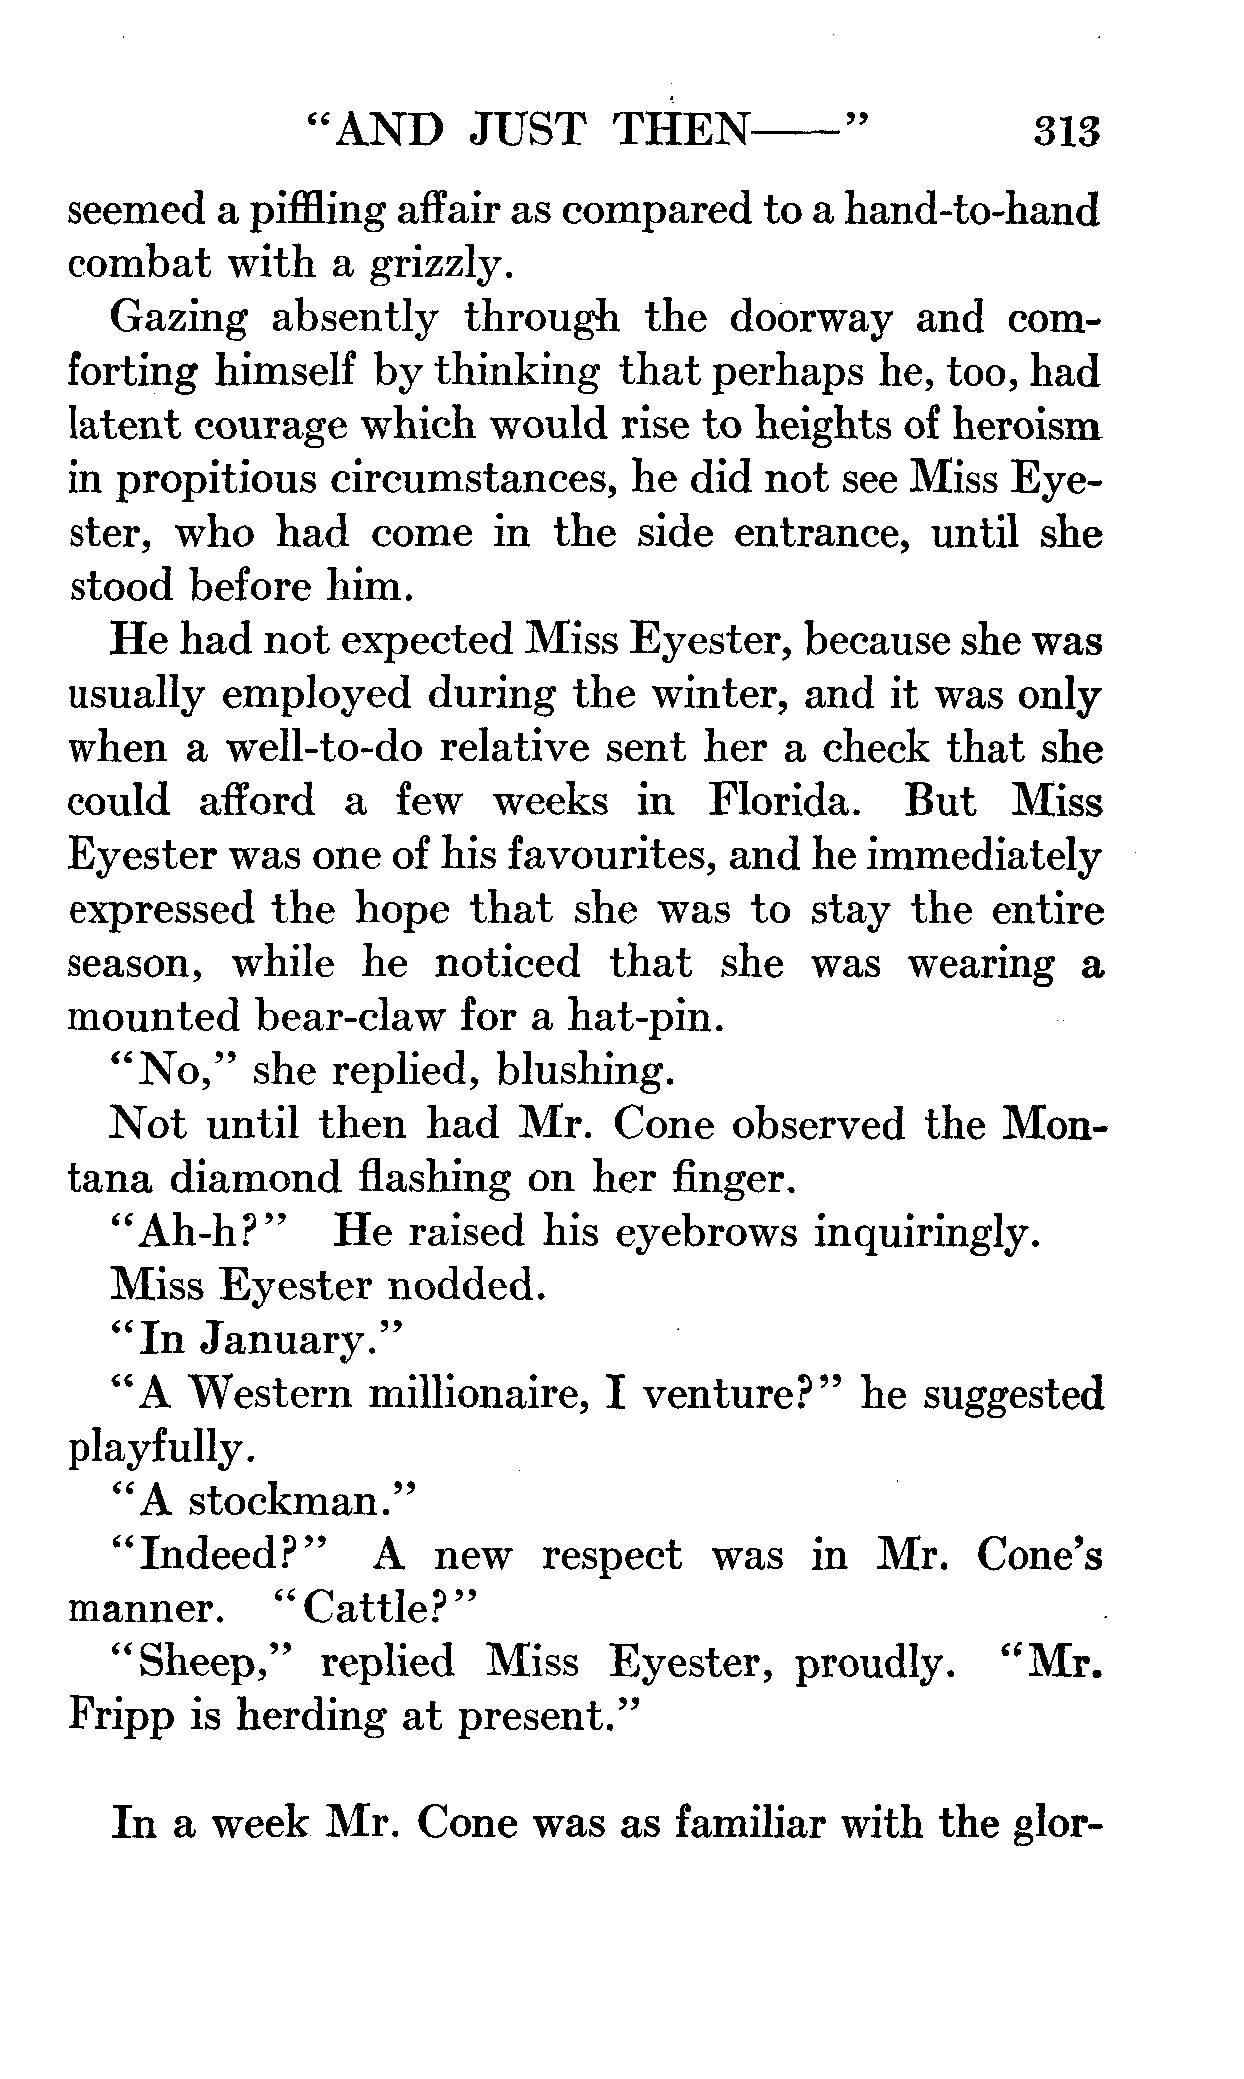 "AND JUST THEN——" 313
seemed a piffling affair as compared to a hand-to-hand
combat with a grizzly.
Gazing absently through the doorway and com-
forting himself by thinking that perhaps he, too, had
latent courage which would rise to heights of heroism
in propitious circumstances, he did not see Miss Eye-
ster, who had come in the side entrance, until she
stood before him.
He had not expected Miss Eyester, because she was
usually employed during the winter, and it was only
when a well-to-do relative sent her a check that she
could afford a few weeks in Florida. But Miss
Eyester was one of his favourites, and he immediately
expressed the hope that she was to stay the entire
season, while he noticed that she was wearing a
mounted bear-claw for a hat-pin.
"No," she replied, blushing.
Not until then had Mr. Cone observed the Mon-
tana diamond flashing on her finger.
"Ah-h?" He raised his eyebrows inquiringly.
Miss Eyester nodded.
"In January."
"A Western millionaire, I venture?" he suggested
playfully.
"A stockman."
"Indeed?" A new respect was in Mr. Cone's
manner. "Cattle?"
"Sheep," replied Miss Eyester, proudly. "Mr.
Fripp is herding at present."
In a week Mr. Cone was as familiar with the glor-